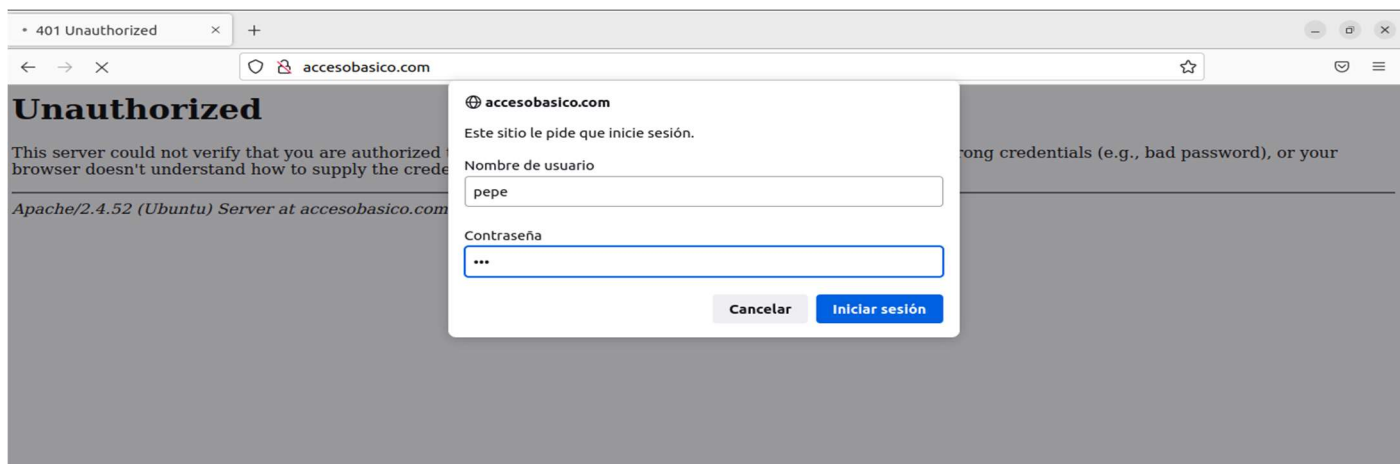 401 Unauthorized
accesobasico.com
Unauthorized
This server could not verify that you are authorized
rong credentials (e.g., bad password), or your
browser doesn't understand how to supply the crede
Apache/2.4.52 (Ubuntu) Server at accesobasico.com
accesobasico.com
Este sitio le pide que inicie sesión.
Nombre de usuario
pepe
Contraseña
•••
Cancelar
Iniciar sesión